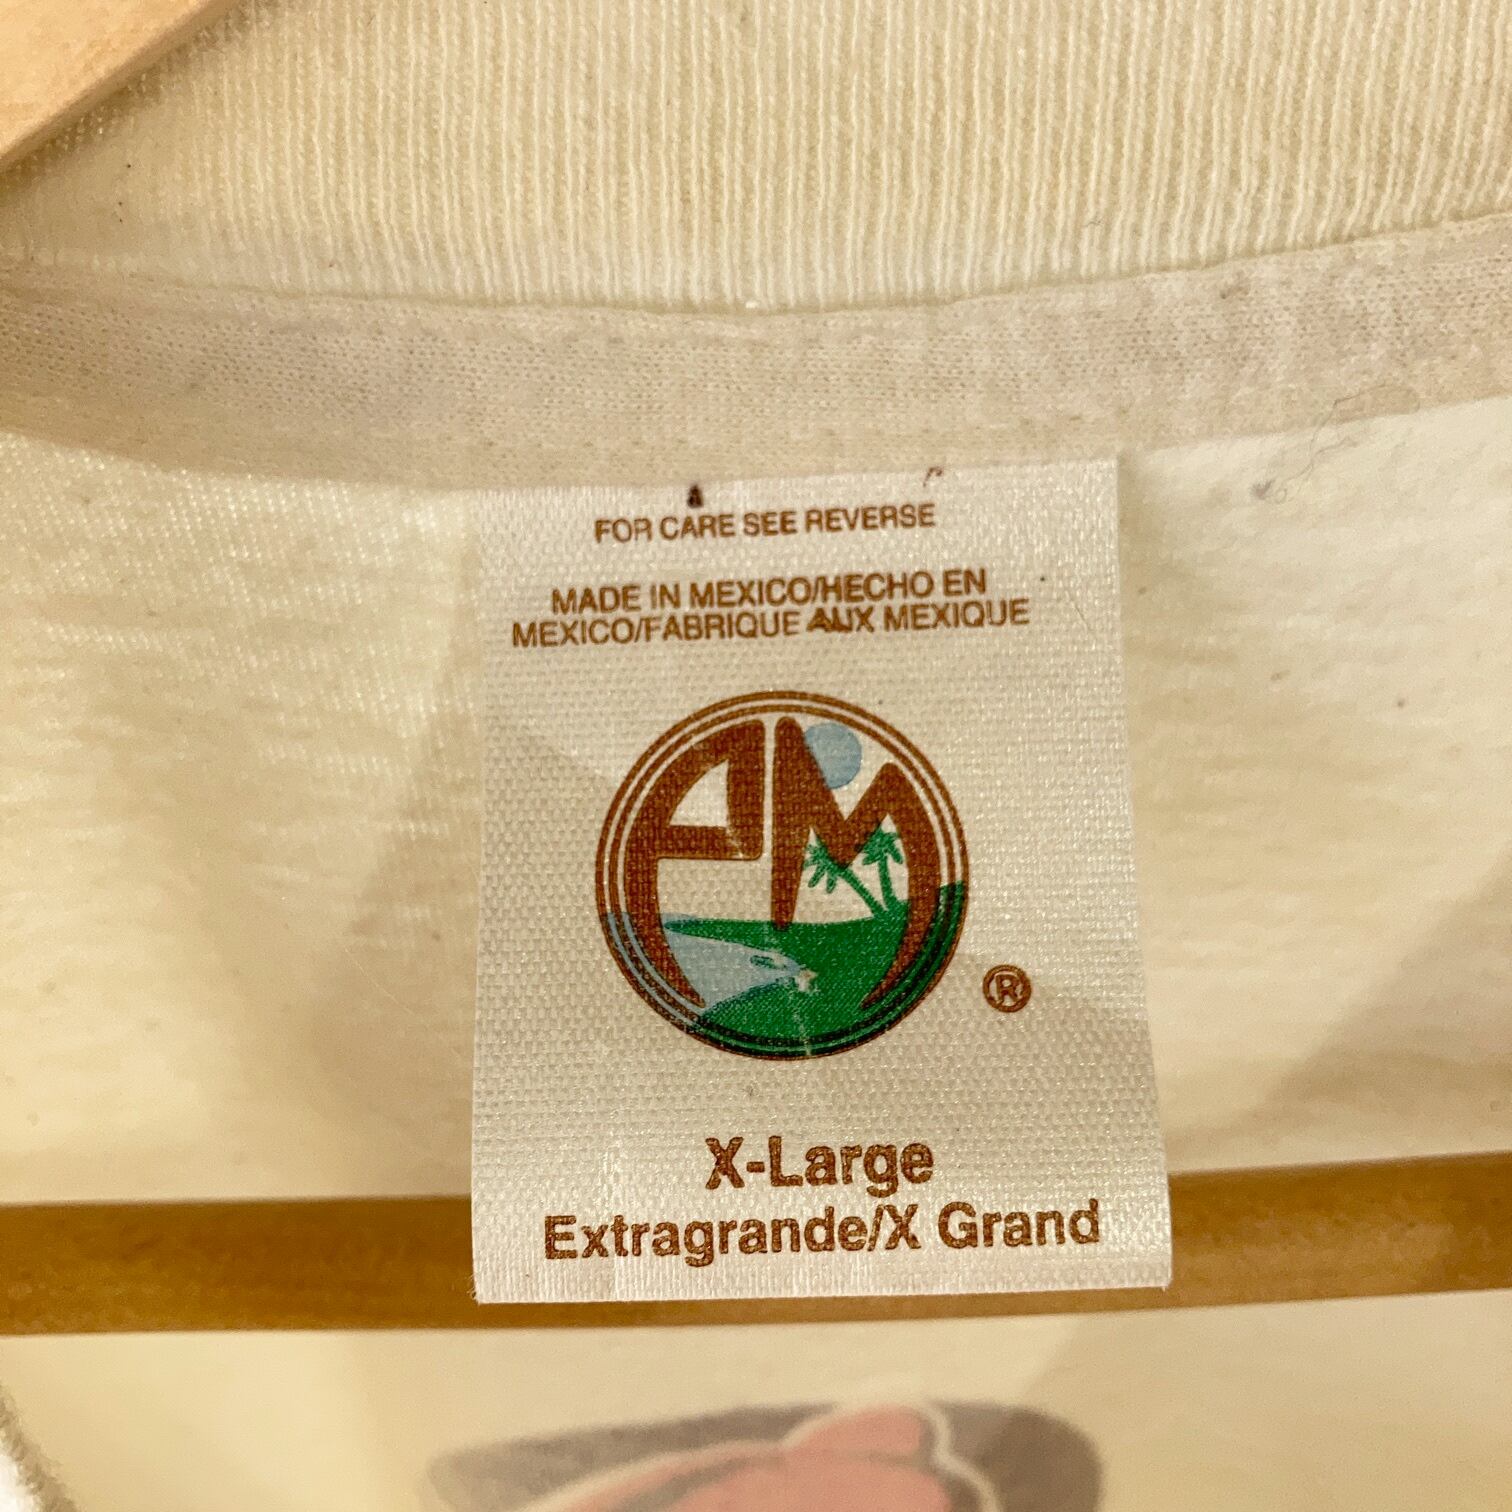 FOR CARE SEE REVERSE
MADE IN MEXICO/HECHO EN
MEXICO/FABRIQUE AUX MEXIQUE
PM
®
X-Large
Extragrande/X Grand